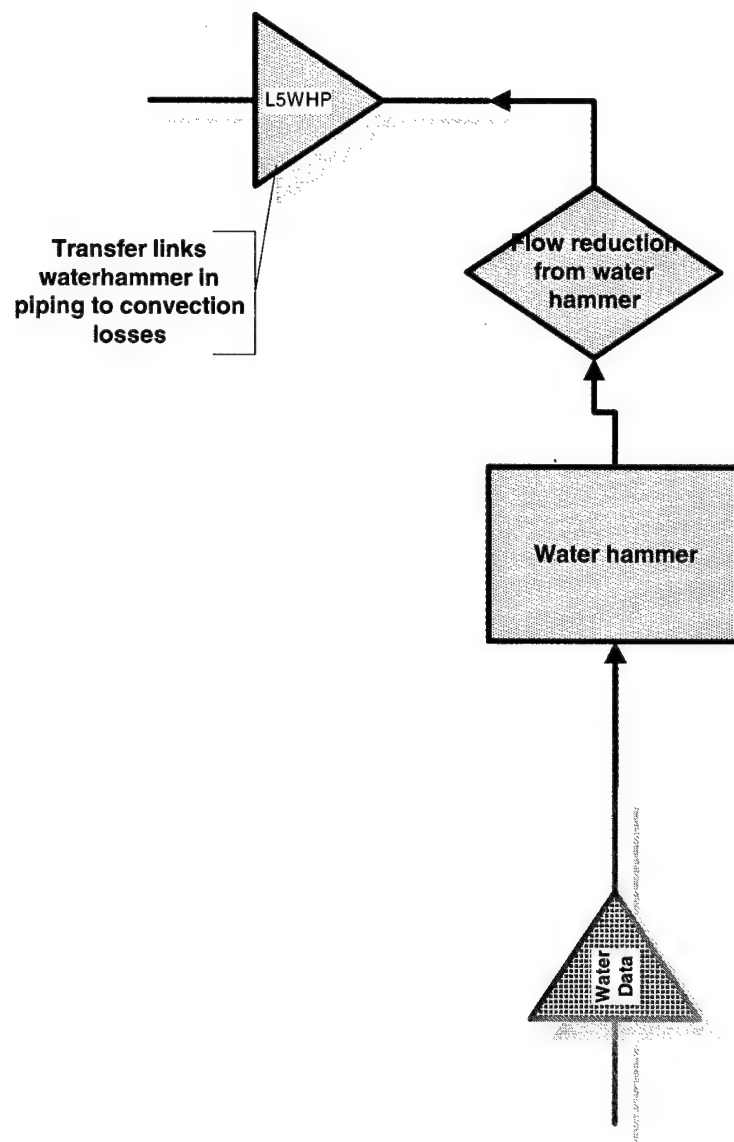 L5WHP
Transfer links
waterhammer in
piping to convection
losses
Flow reduction
from water
hammer
Water hammer
Water
Data